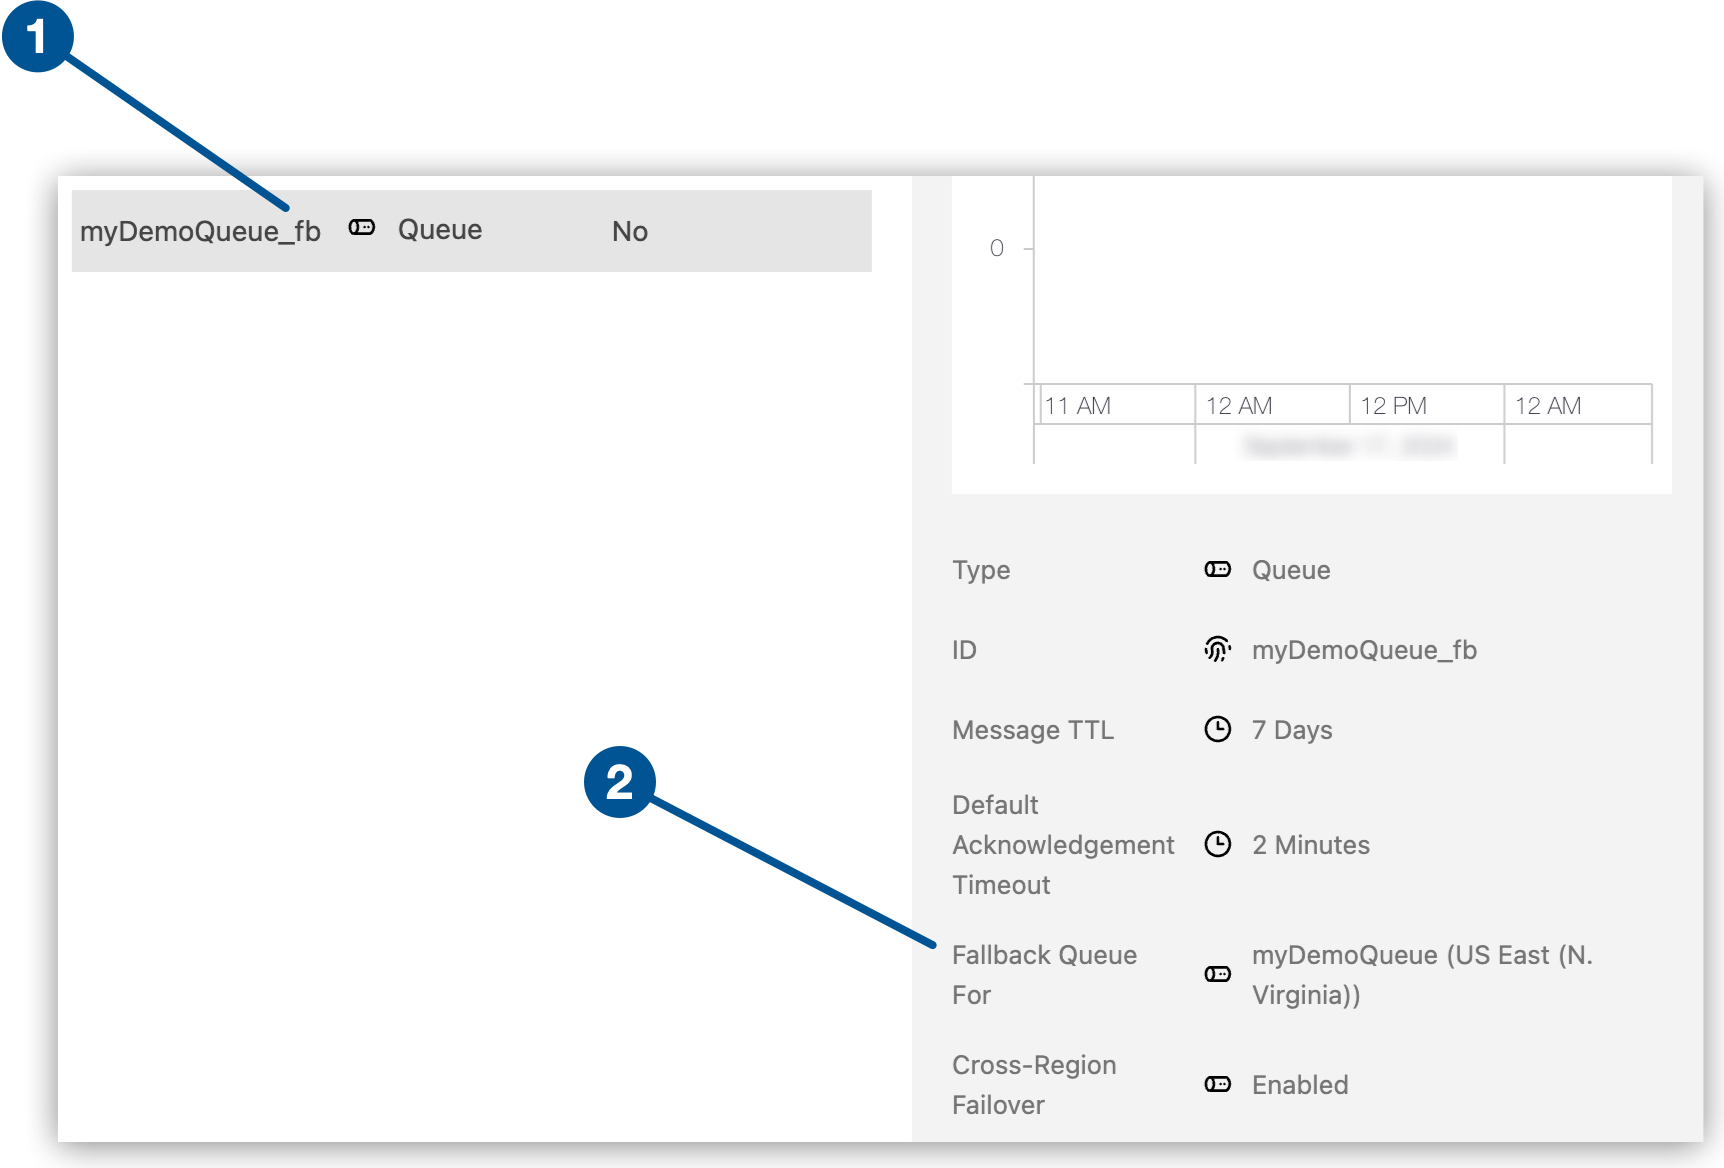 1
myDemoQueue_fb Queue No
0
11 AM 12 AM 12 PM 12 AM
Type Queue
ID myDemoQueue_fb
Message TTL 7 Days
2
Default
Acknowledgement 2 Minutes
Timeout
Fallback Queue myDemoQueue (US East (N.
For Virginia))
Cross-Region
Enabled
Failover